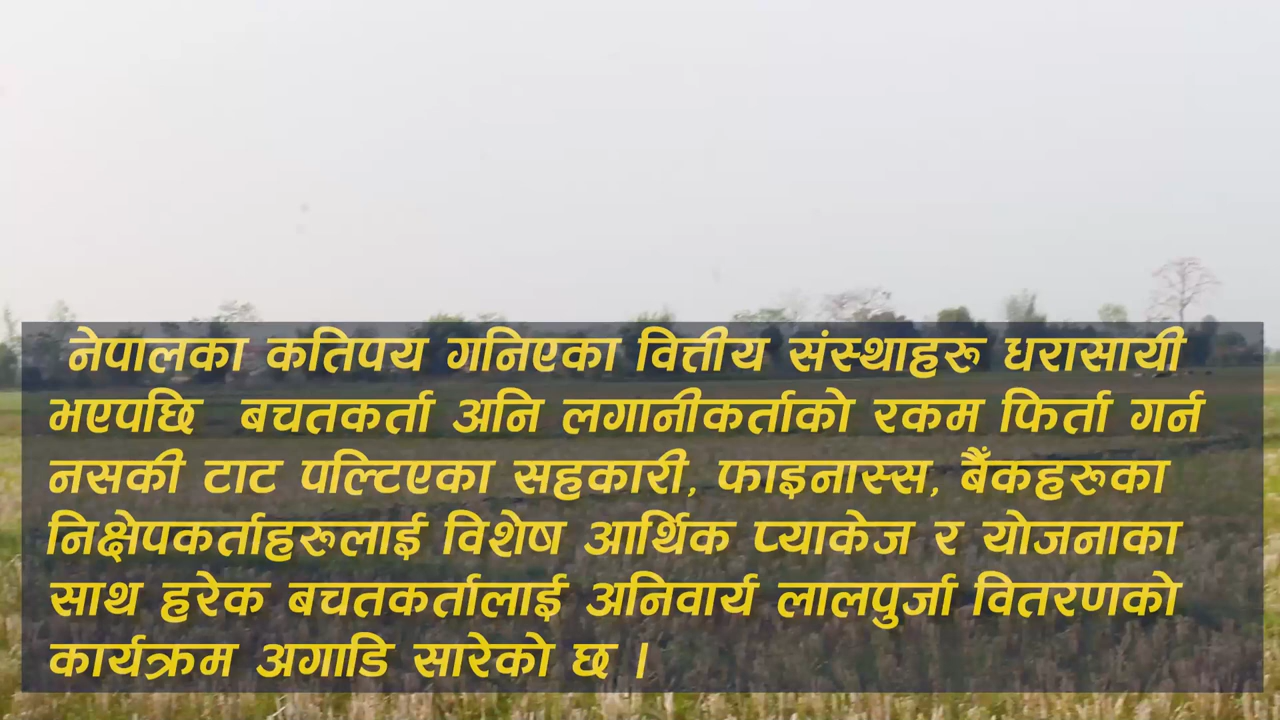 नेपालका कतिपय गनिएका वित्तीय संस्थाहरू धरासायी
भएपछि बचतकर्ता अनि लगानीकर्ताको रकम फिर्ता गर्न
नसकी टाट पल्टिएका सहकारी, फाइनास्स, बैँकहरूका
निक्षेपकर्ताहरूलाई विशेष आर्थिक प्याकेज र योजनाका
साथ हरेक बचतकर्तालाई अनिवार्य लालपुर्जा वितरणको
कार्यक्रम अगाडि सारेको छ ।